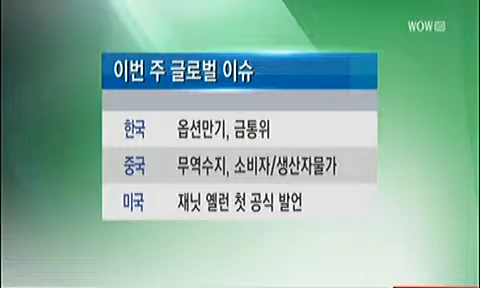 WOW HD
이번 주 글로벌 이슈
한국 옵션만기, 금통위
중국 무역수지, 소비자/생산자물가
미국 재닛 옐런 첫 공식 발언